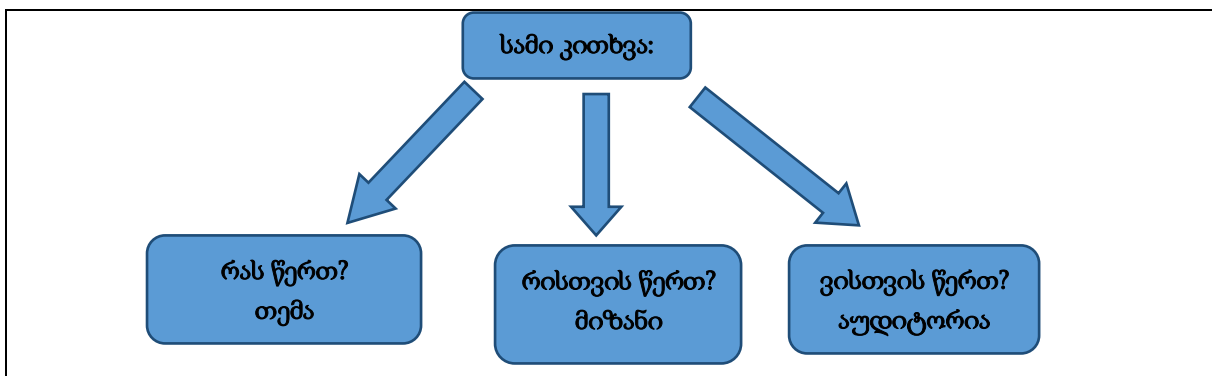 სამი კითხვა:
რას წერთ?
თემა
რისთვის წერთ?
მიზანი
ვისთვის წერთ?
აუდიტორია